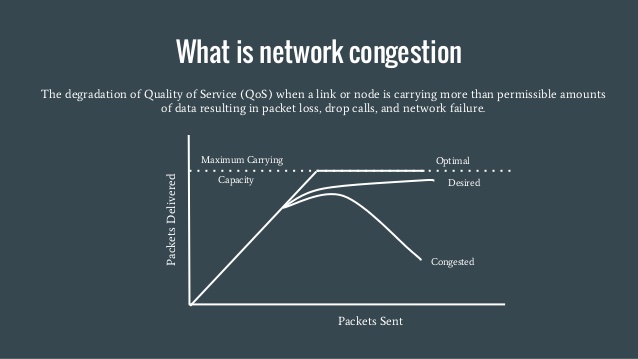 What is network congestion
The degradation of Quality of Service (QoS) when a link or node is carrying more than permissible amounts
of data resulting in packet loss, drop calls, and network failure.
Maximum Carrying
Capacity
Optimal
Desired
Congested
Packets Delivered
Packets Sent